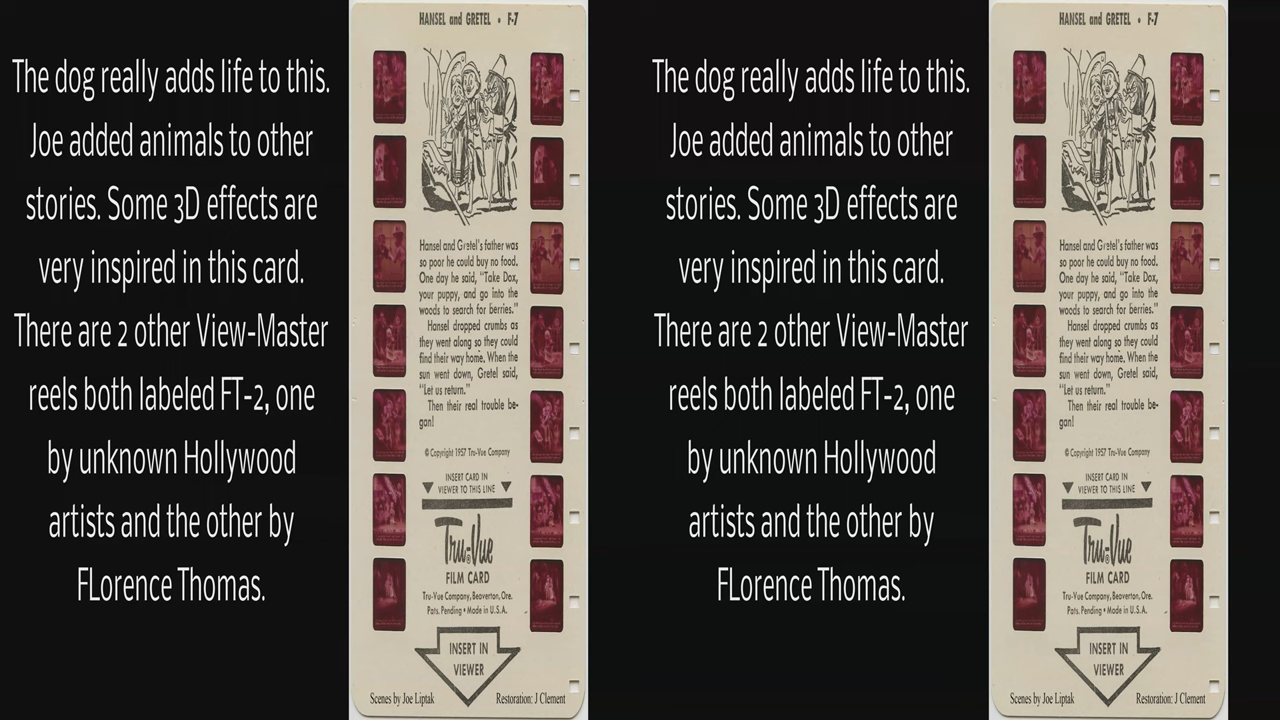 The dog really adds life to this.
Joe added animals to other
stories. Some 3D effects are
very inspired in this card.
There are 2 other View-Master
reels both labeled FT-2, one
by unknown Hollywood
artists and the other by
FLorence Thomas.
HANSEL and GRETEL • F-7
Hansel and Gretel's father was
so poor he could buy no food.
One day he said, "Take Dox,
your puppy, and go into the
woods to search for berries."
Hansel dropped crumbs as
they went along so they could
find their way home. When the
sun went down, Gretel said,
"Let us return."
Then their real trouble be-
gan!
© Copyright 1957 Tru-Vue Company
INSERT CARD IN
VIEWER TO THIS LINE
Tru-Vue
FILM CARD
Tru-Vue Company, Beaverton, Ore.
Pats. Pending • Made in U.S.A.
INSERT IN
VIEWER
Scenes by Joe Liptak
Restoration: J Clement
The dog really adds life to this.
Joe added animals to other
stories. Some 3D effects are
very inspired in this card.
There are 2 other View-Master
reels both labeled FT-2, one
by unknown Hollywood
artists and the other by
FLorence Thomas.
HANSEL and GRETEL • F-7
Hansel and Gretel's father was
so poor he could buy no food.
One day he said, "Take Dox,
your puppy, and go into the
woods to search for berries."
Hansel dropped crumbs as
they went along so they could
find their way home. When the
sun went down, Gretel said,
"Let us return."
Then their real trouble be-
gan!
© Copyright 1957 Tru-Vue Company
INSERT CARD IN
VIEWER TO THIS LINE
Tru-Vue
FILM CARD
Tru-Vue Company, Beaverton, Ore.
Pats. Pending • Made in U.S.A.
INSERT IN
VIEWER
Scenes by Joe Liptak
Restoration: J Clement